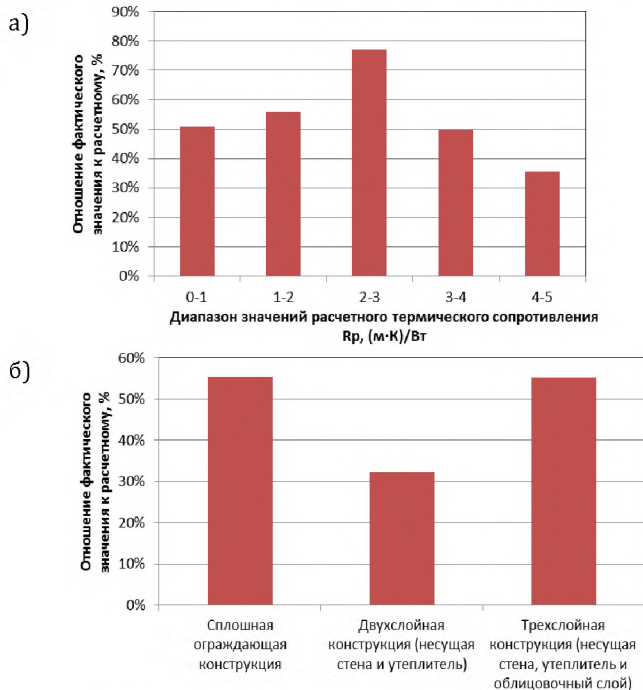 а)
Отношение фактического
значения к расчетному, %
90%
80%
70%
60%
50%
40%
30%
20%
10%
0%
0-1 1-2 2-3 3-4 4-5
Диапазон значений расчетного термического сопротивления
Rр, (м·К)/Вт
б)
Отношение фактического
значения к расчетному, %
60%
50%
40%
30%
20%
10%
0%
Сплошная
ограждающая
конструкция
Двухслойная
конструкция (несущая
стена и утеплитель)
Трехслойная
конструкция (несущая
стена, утеплитель и
облицовочный слой)